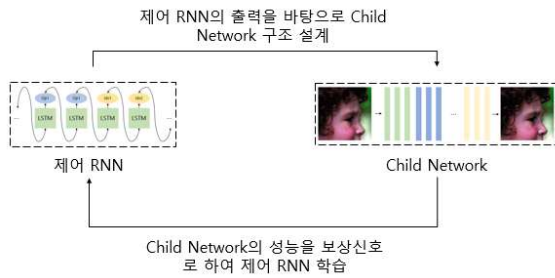 제어 RNN의 출력을 바탕으로 Child
Network 구조 설계
...
LSTM
LSTM
LSTM
LSTM
...
...
제어 RNN
Child Network
Child Network의 성능을 보상신호
로 하여 제어 RNN 학습